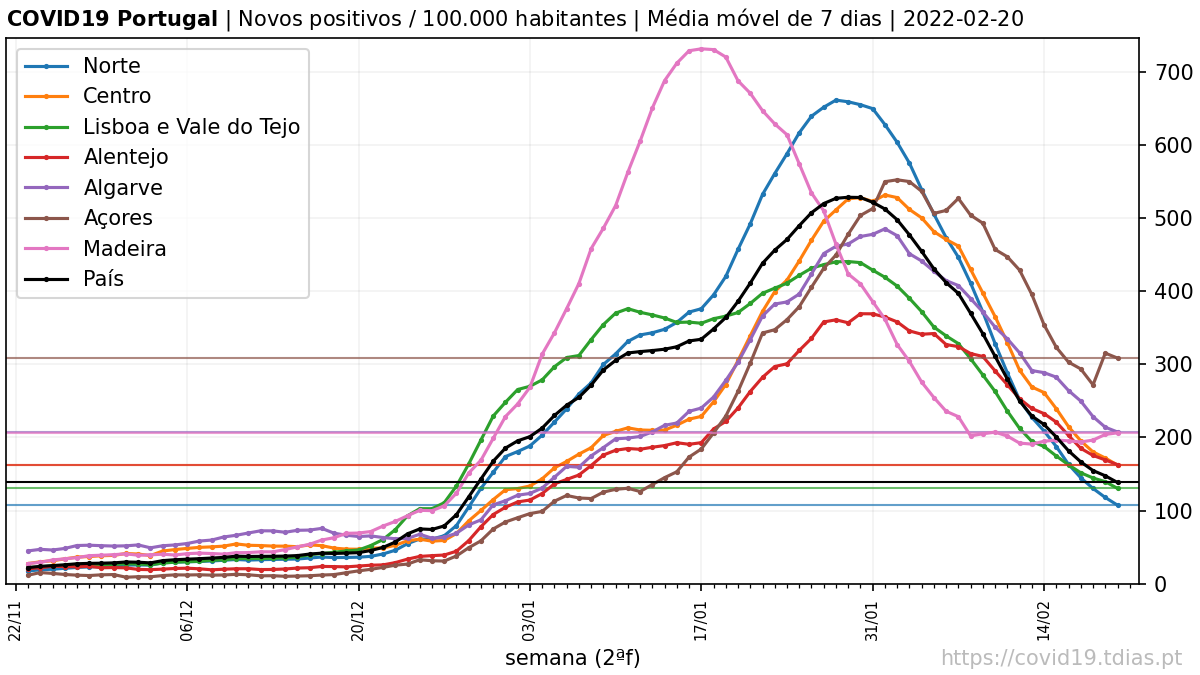 COVID19 Portugal | Novos positivos / 100.000 habitantes | Média móvel de 7 dias | 2022-02-20
Norte
Centro
Lisboa e Vale do Tejo
Alentejo
Algarve
Açores
Madeira
País
700
600
500
400
300
200
100
0
22/11
06/12
20/12
03/01
17/01
31/01
14/02
semana (2ªf)
https://covid19.tdias.pt